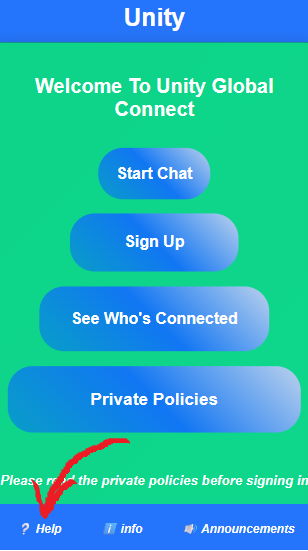 Unity
Welcome To Unity Global
Connect
Start Chat
Sign Up
See Who's Connected
Private Policies
Please read the private policies before signing in
❔ Help
ℹ️ info
📢 Announcements